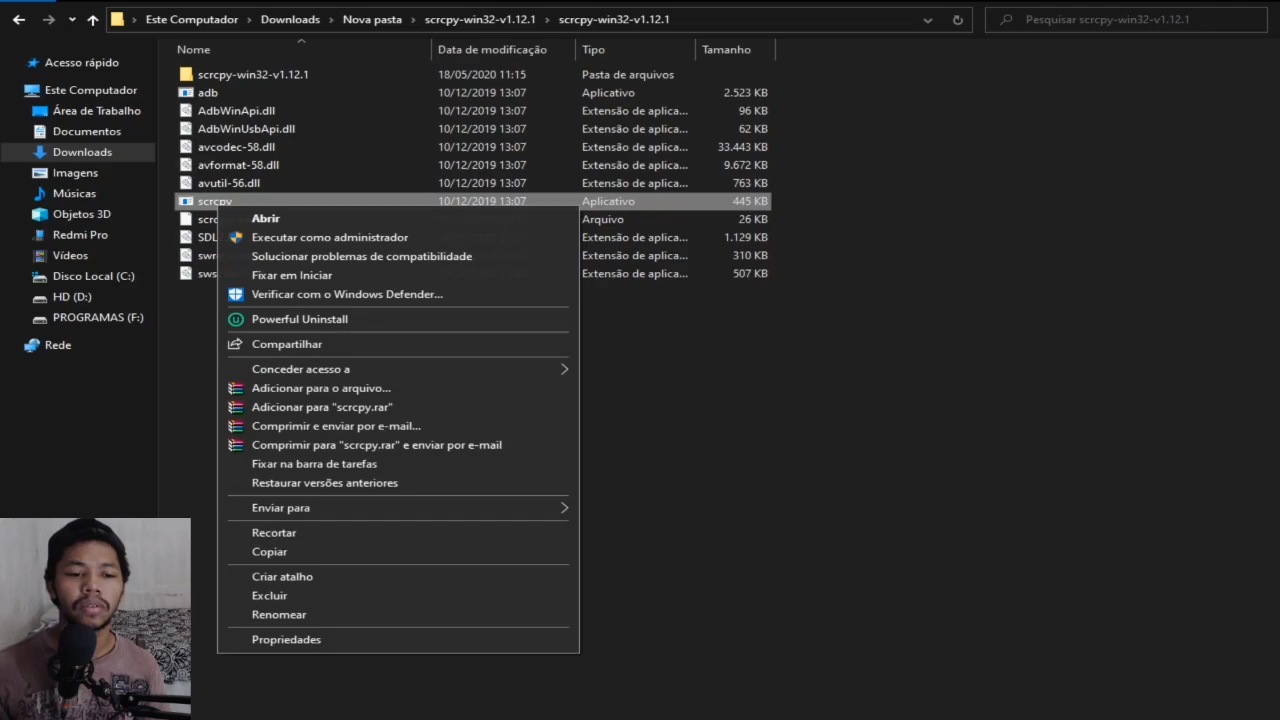 Este Computador > Downloads > Nova pasta > scrcpy-win32-v1.12.1 > scrcpy-win32-v1.12.1
Pesquisar scrcpy-win32-v1.12.1
Nome Data de modificação Tipo Tamanho
Acesso rápido
Este Computador
Área de Trabalho
Documentos
Downloads
Imagens
Músicas
Objetos 3D
Redmi Pro
Vídeos
Disco Local (C:)
HD (D:)
PROGRAMAS (F:)
Rede
scrcpy-win32-v1.12.1 18/05/2020 11:15 Pasta de arquivos
adb 10/12/2019 13:07 Aplicativo 2.523 KB
AdbWinApi.dll 10/12/2019 13:07 Extensão de aplica... 96 KB
AdbWinUsbApi.dll 10/12/2019 13:07 Extensão de aplica... 62 KB
avcodec-58.dll 10/12/2019 13:07 Extensão de aplica... 33.443 KB
avformat-58.dll 10/12/2019 13:07 Extensão de aplica... 9.672 KB
avutil-56.dll 10/12/2019 13:07 Extensão de aplica... 763 KB
scrcpy 10/12/2019 13:07 Aplicativo 445 KB
scrc Arquivo 26 KB
SDL Extensão de aplica... 1.129 KB
swr Extensão de aplica... 310 KB
sws Extensão de aplica... 507 KB
Abrir
Executar como administrador
Solucionar problemas de compatibilidade
Fixar em Iniciar
Verificar com o Windows Defender...
Powerful Uninstall
Compartilhar
Conceder acesso a
Adicionar para o arquivo...
Adicionar para "scrcpy.rar"
Comprimir e enviar por e-mail...
Comprimir para "scrcpy.rar" e enviar por e-mail
Fixar na barra de tarefas
Restaurar versões anteriores
Enviar para
Recortar
Copiar
Criar atalho
Excluir
Renomear
Propriedades